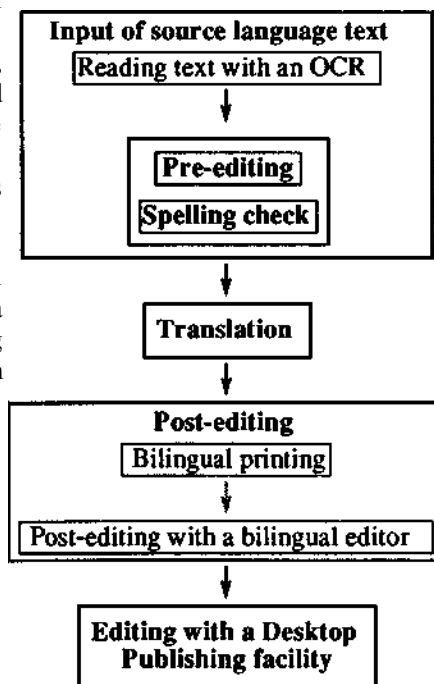 Input of source language text
Reading text with an OCR
Pre-editing
Spelling check
Translation
Post-editing
Bilingual printing
Post-editing with a bilingual editor
Editing with a Desktop
Publishing facility